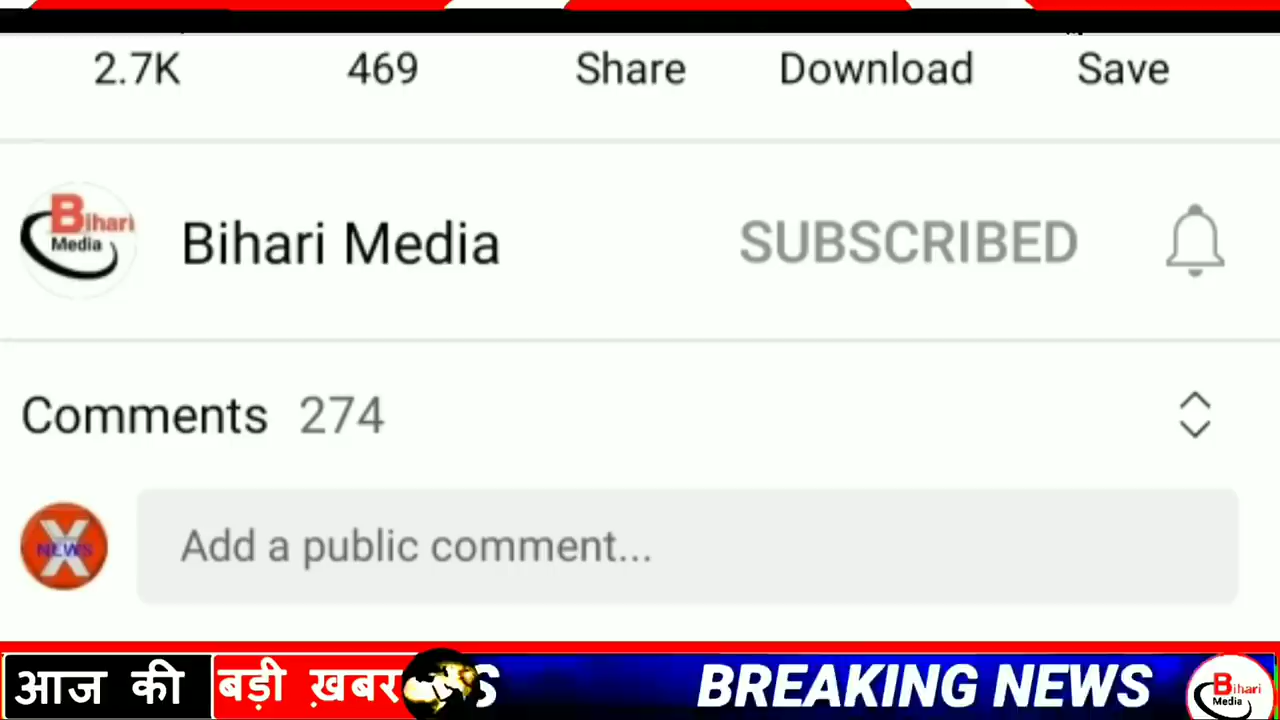 2.7K 469 Share Download Save
Bihari Media
Bihari Media SUBSCRIBED
Comments 274
X NEWS
Add a public comment...
आज की बड़ी ख़बर S BREAKING NEWS Bihari Media